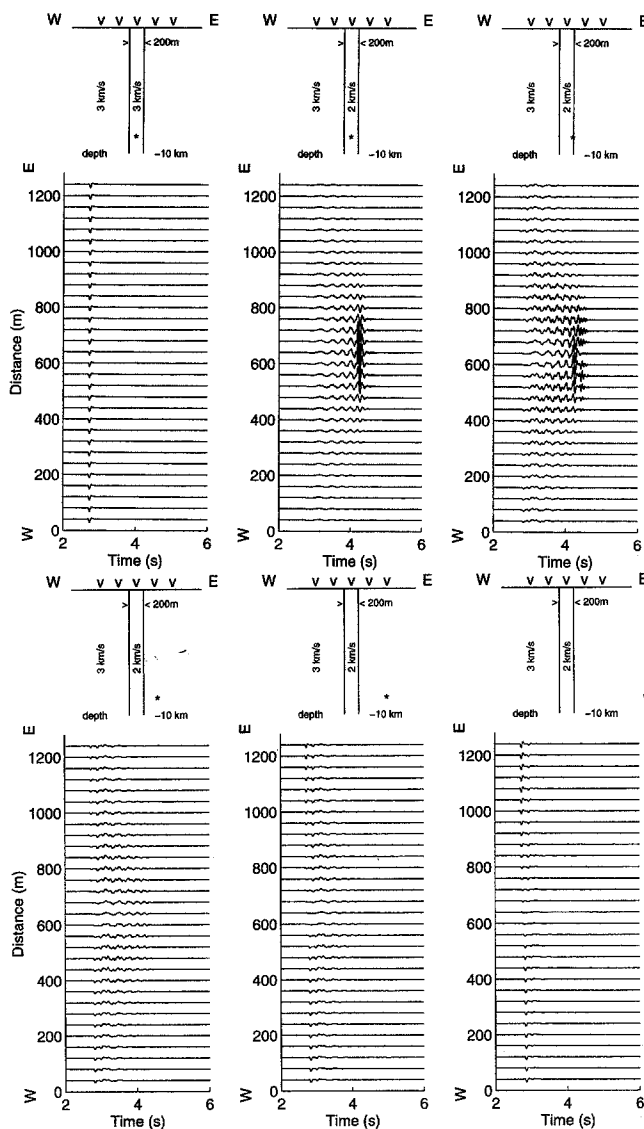 W V V V V V E
> < 200m
3 km/s
3 km/s
*
depth ~10 km
W V V V V V E
> < 200m
3 km/s
2 km/s
*
depth ~10 km
W V V V V V E
> < 200m
3 km/s
2 km/s
*
depth ~10 km
E
1200
1000
800
600
400
200
0
W
Distance (m)
2 4 6
Time (s)
E
1200
1000
800
600
400
200
0
W
2 4 6
Time (s)
E
1200
1000
800
600
400
200
0
W
2 4 6
Time (s)
W V V V V V E
> < 200m
3 km/s
2 km/s
*
depth ~10 km
W V V V V V E
> < 200m
3 km/s
2 km/s
*
depth ~10 km
W V V V V V E
> < 200m
3 km/s
2 km/s
*
depth ~10 km
E
1200
1000
800
600
400
200
0
W
Distance (m)
2 4 6
Time (s)
E
1200
1000
800
600
400
200
0
W
2 4 6
Time (s)
E
1200
1000
800
600
400
200
0
W
2 4 6
Time (s)